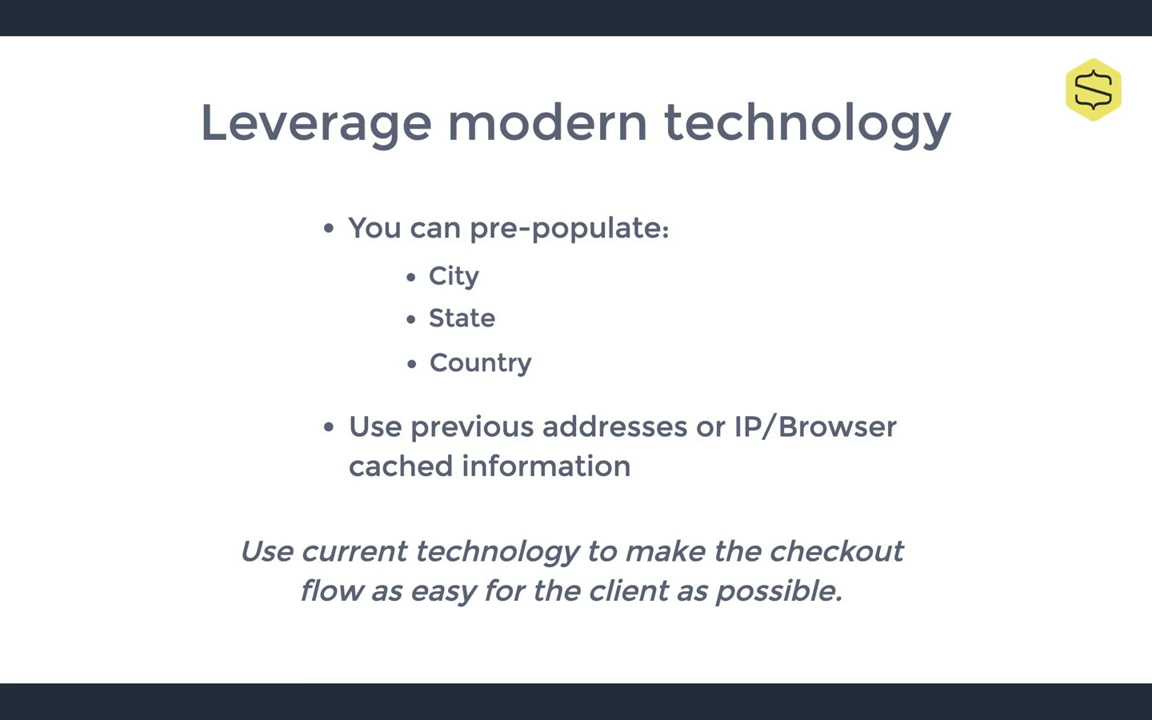 Leverage modern technology
• You can pre-populate:
• City
• State
• Country
• Use previous addresses or IP/Browser
cached information
Use current technology to make the checkout
flow as easy for the client as possible.